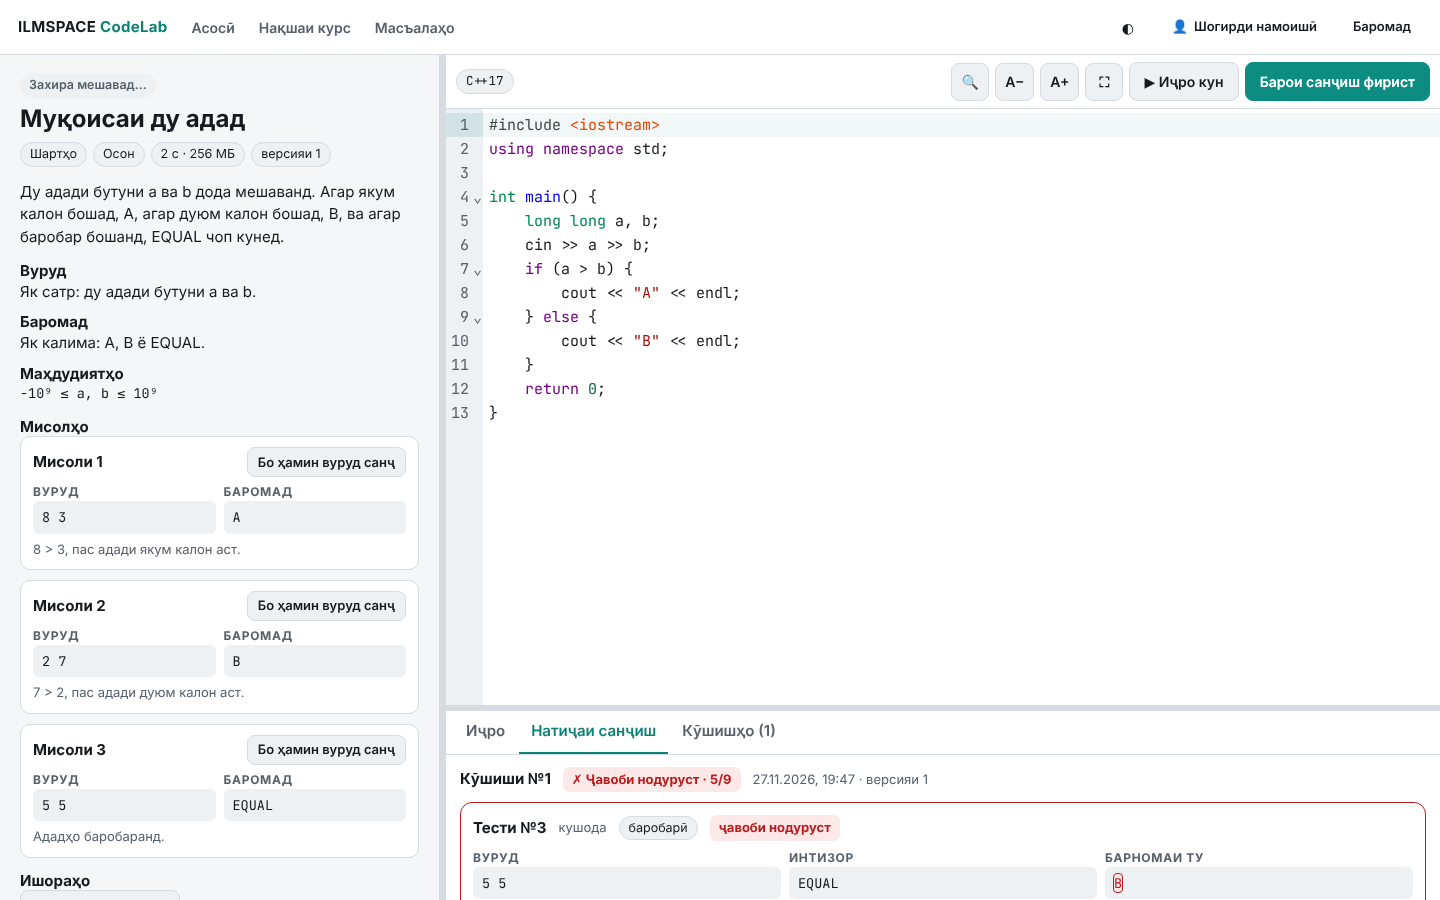 ILMSPACE CodeLab Асосӣ Нақшаи курс Масъалаҳо Шогирди намоишӣ Баромад
Захира мешавад…
Муқоисаи ду адад
Шартҳо Осон 2 с · 256 МБ версияи 1
Ду адади бутуни a ва b дода мешаванд. Агар якум
калон бошад, A, агар дуюм калон бошад, B, ва агар
баробар бошанд, EQUAL чоп кунед.
Вуруд
Як сатр: ду адади бутуни a ва b.
Баромад
Як калима: A, B ё EQUAL.
Маҳдудиятҳо
-10⁹ ≤ a, b ≤ 10⁹
Мисолҳо
Мисоли 1 Бо ҳамин вуруд санҷ
ВУРУД БАРОМАД
8 3 A
8 > 3, пас адади якум калон аст.
Мисоли 2 Бо ҳамин вуруд санҷ
ВУРУД БАРОМАД
2 7 B
7 > 2, пас адади дуюм калон аст.
Мисоли 3 Бо ҳамин вуруд санҷ
ВУРУД БАРОМАД
5 5 EQUAL
Ададҳо баробаранд.
Ишораҳо
C++17 A− A+ ▶ Иҷро кун Барои санҷиш фирист
1 #include <iostream>
2 using namespace std;
3
4 int main() {
5 long long a, b;
6 cin >> a >> b;
7 if (a > b) {
8 cout << "A" << endl;
9 } else {
10 cout << "B" << endl;
11 }
12 return 0;
13 }
Иҷро Натиҷаи санҷиш Кӯшишҳо (1)
Кӯшиши №1 ✗ Ҷавоби нодуруст · 5/9 27.11.2026, 19:47 · версияи 1
Тести №3 кушода баробарӣ ҷавоби нодуруст
ВУРУД ИНТИЗОР БАРНОМАИ ТУ
5 5 EQUAL B